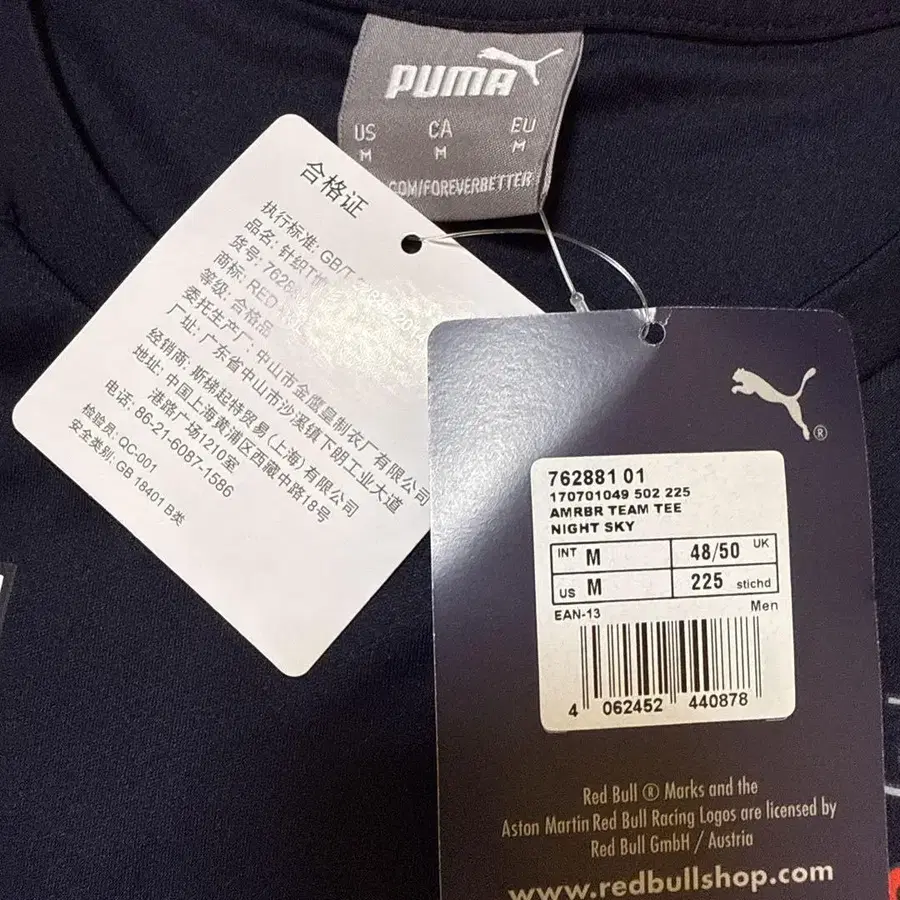 PUMA
US CA EU
M M M
.COM/FOREVERBETTER
合格证
执行标准: GB/T
品名: 针织T恤
货号: 7628
商标: RED
等级: 合格品
委托生产厂: 中山市金鹰皇制衣厂有限公司
厂址: 广东省中山市沙溪镇下朗工业大道
经销商: 斯梯起特贸易(上海)有限公司
地址: 中国上海黄浦区西藏中路18号
港路广场1210室
电话: 86-21-6087-1586
检验员: QC-001
安全类别: GB 18401 B类
762881 01
170701049 502 225
AMRBR TEAM TEE
NIGHT SKY
INT M 48/50 UK
US M 225 stichd
EAN-13 Men
4 062452 440878
Red Bull ® Marks and the
Aston Martin Red Bull Racing Logos are licensed by
Red Bull GmbH / Austria
www.redbullshop.com